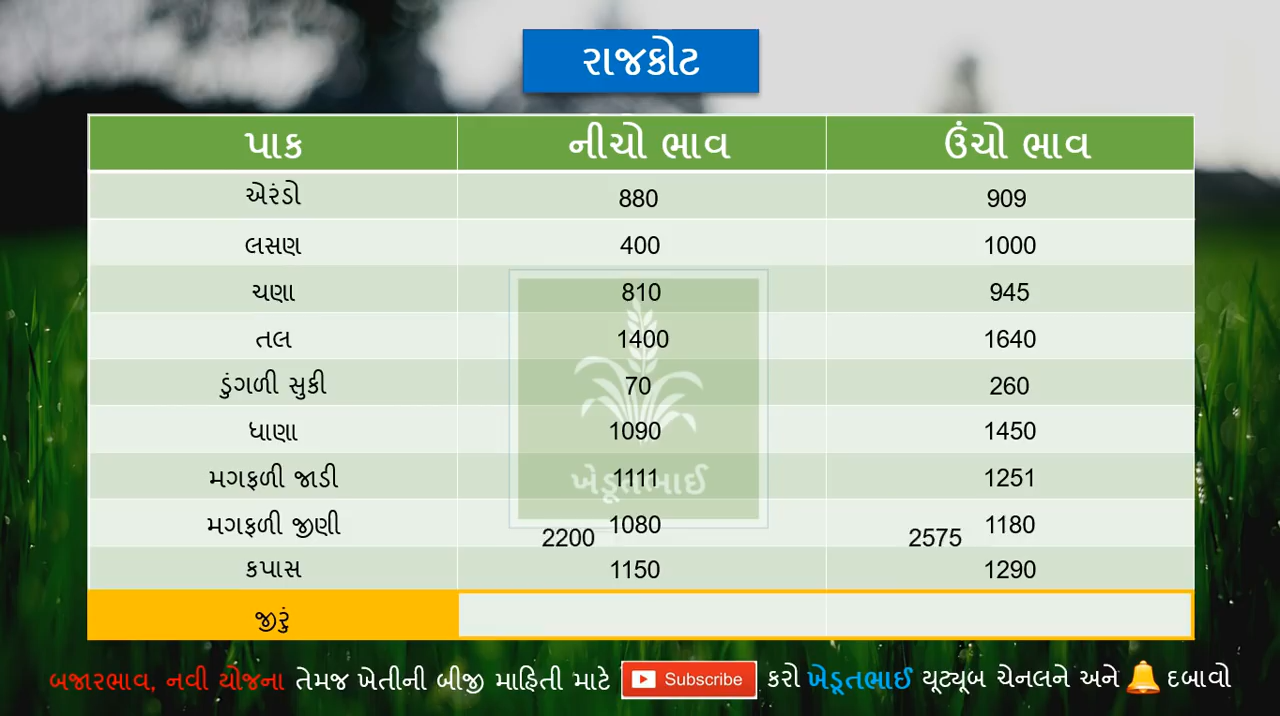 રાજકોટ
પાક નીચો ભાવ ઉંચો ભાવ
એરંડો 880 909
લસણ 400 1000
ચણા 810 945
તલ 1400 1640
ડુંગળી સુકી 70 260
ધાણા 1090 1450
મગફળી જાડી 1111 1251
મગફળી જીણી 1080 1180
2200 2575
કપાસ 1150 1290
જીરું
ખેડૂતભાઈ
બજારભાવ, નવી યોજના તેમજ ખેતીની બીજી માહિતી માટે Subscribe કરો ખેડૂતભાઈ યૂટ્યૂબ ચેનલને અને દબાવો